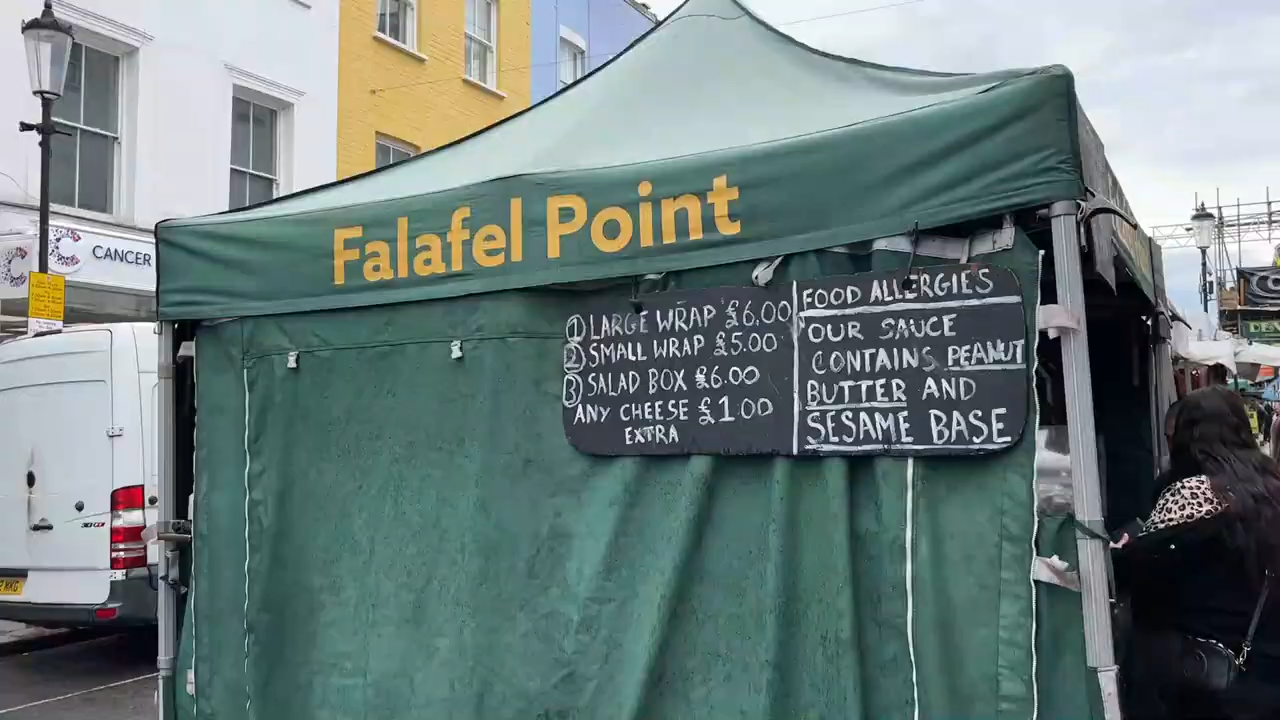 Falafel Point
① LARGE WRAP £6.00
② SMALL WRAP £5.00
③ SALAD BOX £6.00
ANY CHEESE £1.00
EXTRA
FOOD ALLERGIES
OUR SAUCE
CONTAINS PEANUT
BUTTER AND
SESAME BASE
CANCER